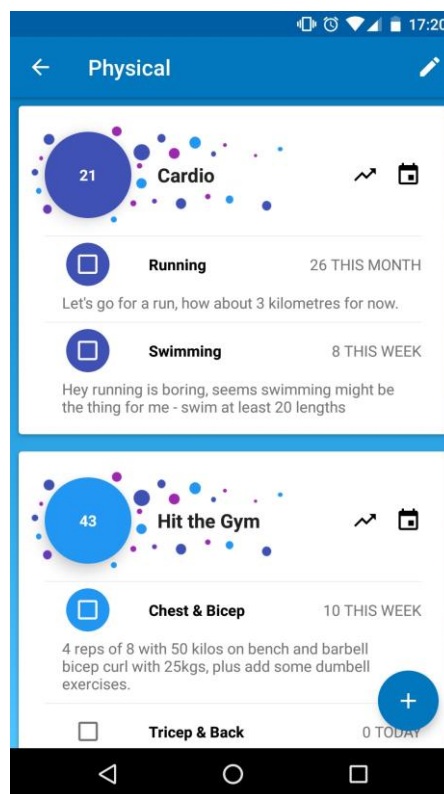 17:20
Physical
21
Cardio
Running 26 THIS MONTH
Let's go for a run, how about 3 kilometres for now.
Swimming 8 THIS WEEK
Hey running is boring, seems swimming might be
the thing for me - swim at least 20 lengths
43
Hit the Gym
Chest & Bicep 10 THIS WEEK
4 reps of 8 with 50 kilos on bench and barbell
bicep curl with 25kgs, plus add some dumbell
exercises.
+
Tricep & Back 0 TODAY